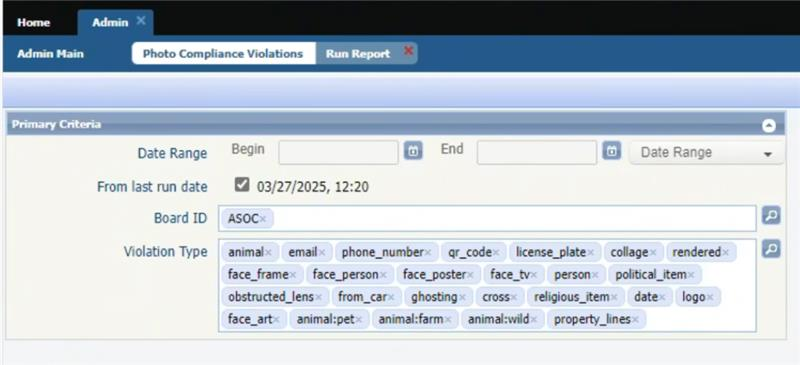 Home Admin ×
Admin Main Photo Compliance Violations Run Report ×
Primary Criteria
Date Range Begin End Date Range
From last run date 03/27/2025, 12:20
Board ID ASOC×
Violation Type animal× email× phone_number× qr_code× license_plate× collage× rendered×
face_frame× face_person× face_poster× face_tv× person× political_item×
obstructed_lens× from_car× ghosting× cross× religious_item× date× logo×
face_art× animal:pet× animal:farm× animal:wild× property_lines×